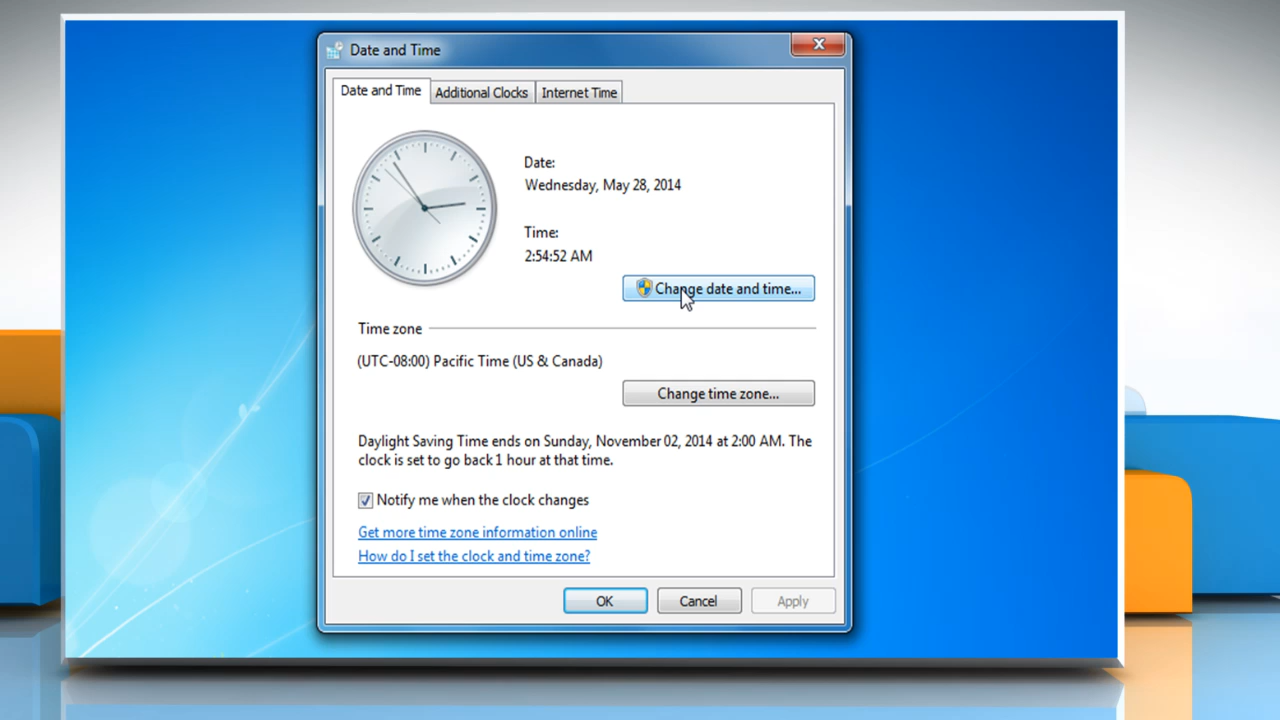 Date and Time
Date and Time
Additional Clocks
Internet Time
Date:
Wednesday, May 28, 2014
Time:
2:54:52 AM
Change date and time...
Time zone
(UTC-08:00) Pacific Time (US & Canada)
Change time zone...
Daylight Saving Time ends on Sunday, November 02, 2014 at 2:00 AM. The
clock is set to go back 1 hour at that time.
Notify me when the clock changes
Get more time zone information online
How do I set the clock and time zone?
OK
Cancel
Apply